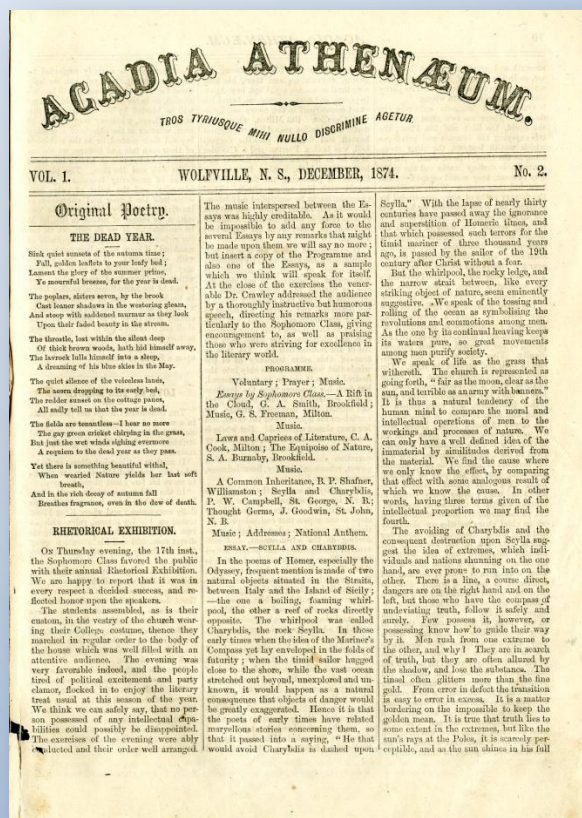 ACADIA ATHENÆUM.
TROS TYRIUSQUE MIHI NULLO DISCRIMINE AGETUR
VOL. 1.
WOLFVILLE, N. S., DECEMBER, 1874.
No. 2.
Original Poetry.
THE DEAD YEAR.
Sink quiet sunsets of the autumn time;
Fall, golden leaflets to your leafy bed;
Lament the glory of the summer prime,
Ye mournful breezes, for the year is dead.
The poplars, sisters seven, by the brook
Cast leaner shadows in the westering gleam,
And stoop with saddened murmur as they look
Upon their faded beauty in the stream.
The throstle, lost within the silent deep
Of thick brown woods, hath hid himself away,
The lavrock lulls himself into a sleep,
A dreaming of his blue skies in the May.
The quiet silence of the voiceless lands,
The acorn dropping to its early bed,
The redder sunset on the cottage panes,
All sadly tell us that the year is dead.
The fields are tenantless—I hear no more
The gay green cricket chirping in the grass,
But just the wet winds sighing evermore
A requiem to the dead year as they pass.
Yet there is something beautiful withal,
When wearied Nature yields her last soft
breath,
And in the rich decay of autumn fall
Breathes fragrance, even in the dew of death.
RHETORICAL EXHIBITION.
ON Thursday evening, the 17th inst.,
the Sophomore Class favored the public
with their annual Rhetorical Exhibition.
We are happy to report that it was in
every respect a decided success, and re-
flected honor upon the speakers.
The students assembled, as is their
custom, in the vestry of the church wear-
ing their College costume, thence they
marched in regular order to the body of
the house which was well filled with an
attentive audience. The evening was
very favorable indeed, and the people
tired of political excitement and party
clamor, flocked in to enjoy the literary
treat usual at this season of the year.
We think we can safely say, that no per-
son possessed of any intellectual capa-
bilities could possibly be disappointed.
The exercises of the evening were ably
conducted and their order well arranged.
The music interspersed between the Es-
says was highly creditable. As it would
be impossible to add any force to the
several Essays by any remarks that might
be made upon them we will say no more;
but insert a copy of the Programme and
also one of the Essays, as a sample
which we think will speak for itself.
At the close of the exercises the vener-
able Dr. Crawley addressed the audience
by a thoroughly instructive but humorous
speech, directing his remarks more par-
ticularly to the Sophomore Class, giving
encouragement to, as well as praising
those who were striving for excellence in
the literary world.
PROGRAMME.
Voluntary; Prayer; Music.
Essays by Sophomore Class.—A Rift in
the Cloud, G. A. Smith, Brookfield;
Music, G. S. Freeman, Milton.
Music.
Laws and Caprices of Literature, C. A.
Cook, Milton; The Equipoise of Nature,
S. A. Burnaby, Brookfield.
Music.
A Common Inheritance, B. P. Shafner,
Williamston; Scylla and Charybdis,
P. W. Campbell, St. George, N. B.;
Thought Germs, J. Goodwin, St. John,
N. B.
Music; Addresses; National Anthem.
ESSAY.—SCYLLA AND CHARYBDIS.
In the poems of Homer, especially the
Odyssey, frequent mention is made of two
natural objects situated in the Straits,
between Italy and the Island of Sicily;
—the one a boiling, foaming whirl-
pool, the other a reef of rocks directly
opposite. The whirlpool was called
Charybdis, the rock Scylla. In those
early times when the idea of the Mariner's
Compass yet lay enveloped in the folds of
futurity; when the timid sailor hugged
close to the shore, while the vast ocean
stretched out beyond, unexplored and un-
known, it would happen as a natural
consequence that objects of danger would
be greatly exaggerated. Hence it is that
the poets of early times have related
marvellous stories concerning them, so
that it passed into a saying, "He that
would avoid Charybdis is dashed upon
Scylla." With the lapse of nearly thirty
centuries have passed away the ignorance
and superstition of Homeric times, and
that which possessed such terrors for the
timid mariner of three thousand years
ago, is passed by the sailor of the 19th
century after Christ without a fear.
But the whirlpool, the rocky ledge, and
the narrow strait between, like every
striking object of nature, seem eminently
suggestive. We speak of the tossing and
rolling of the ocean as symbolising the
revolutions and commotions among men.
As the one by its continual heaving keeps
its waters pure, so great movements
among men purify society.
We speak of life as the grass that
withereth. The church is represented as
going forth, "fair as the moon, clear as the
sun, and terrible as an army with banners."
It is thus a natural tendency of the
human mind to compare the moral and
intellectual operations of men to the
workings and processes of nature. We
can only have a well defined idea of the
immaterial by similitudes derived from
the material. We find the cause where
we only know the effect, by comparing
that effect with some analogous result of
which we know the cause. In other
words, having three terms given of the
intellectual proportion we may find the
fourth.
The avoiding of Charybdis and the
consequent destruction upon Scylla sug-
gest the idea of extremes, which indi-
viduals and nations shunning on the one
hand, are ever prone to run into on the
other. There is a line, a course direct,
dangers are on the right hand and on the
left, but those who have the compass of
undeviating truth, follow it safely and
surely. Few possess it, however, or
possessing know how to guide their way
by it. Men rush from one extreme to
the other, and why? They are in search
of truth, but they are often allured by
the shadow, and lose the substance. The
tinsel often glitters more than the fine
gold. From error in defect the transition
is easy to error in excess. It is a matter
bordering on the impossible to keep the
golden mean. It is true that truth lies to
some extent in the extremes, but like the
sun's rays at the Poles, it is scarcely per-
ceptible, and as the sun shines in his full